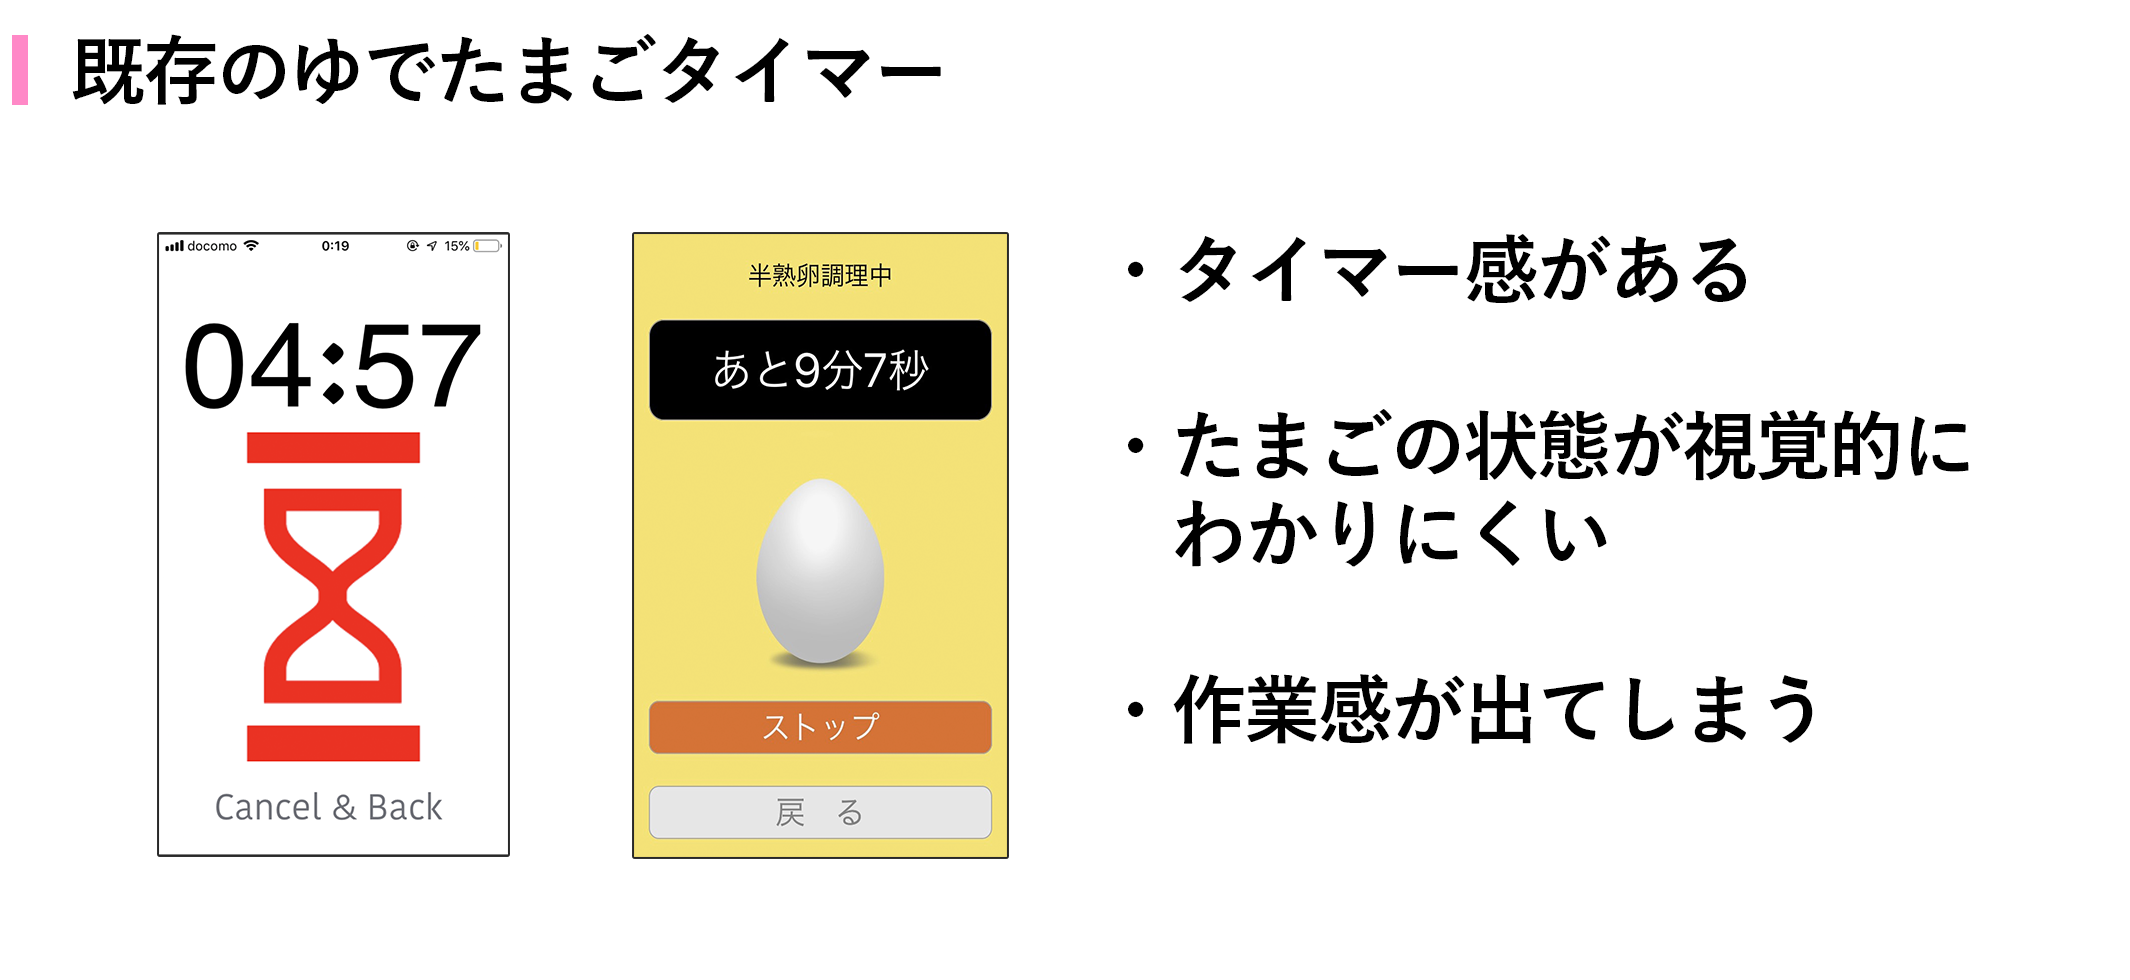 既存のゆでたまごタイマー
docomo 0:19 15%
04:57
Cancel & Back
半熟卵調理中
あと9分7秒
ストップ
戻 る
・タイマー感がある
・たまごの状態が視覚的に
わかりにくい
・作業感が出てしまう